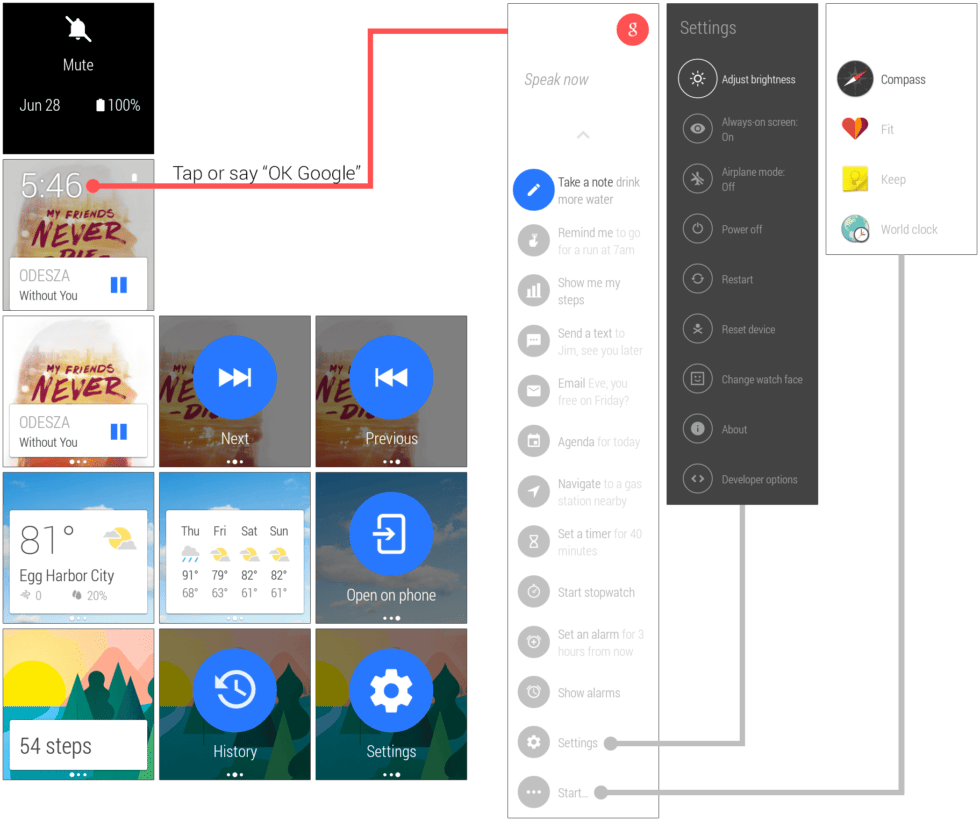 Mute
Jun 28
100%
5:46
MY FRIENDS
NEVER
DIE
ODESZA
Without You
Tap or say “OK Google”
MY FRIENDS
NEVER
ODESZA
Without You
NE
-DIE
Next
NE
-DIE
Previous
81°
Egg Harbor City
0
20%
Thu Fri Sat Sun
91° 79° 82° 82°
68° 63° 61° 61°
Open on phone
54 steps
History
Settings
g
Speak now
Take a note drink
more water
Remind me to go
for a run at 7am
Show me my
steps
Send a text to
Jim, see you later
Email Eve, you
free on Friday?
Agenda for today
Navigate to a gas
station nearby
Set a timer for 40
minutes
Start stopwatch
Set an alarm for 3
hours from now
Show alarms
Settings
Start...
Settings
Adjust brightness
Always-on screen:
On
Airplane mode:
Off
Power off
Restart
Reset device
Change watch face
About
Developer options
Compass
Fit
Keep
World clock